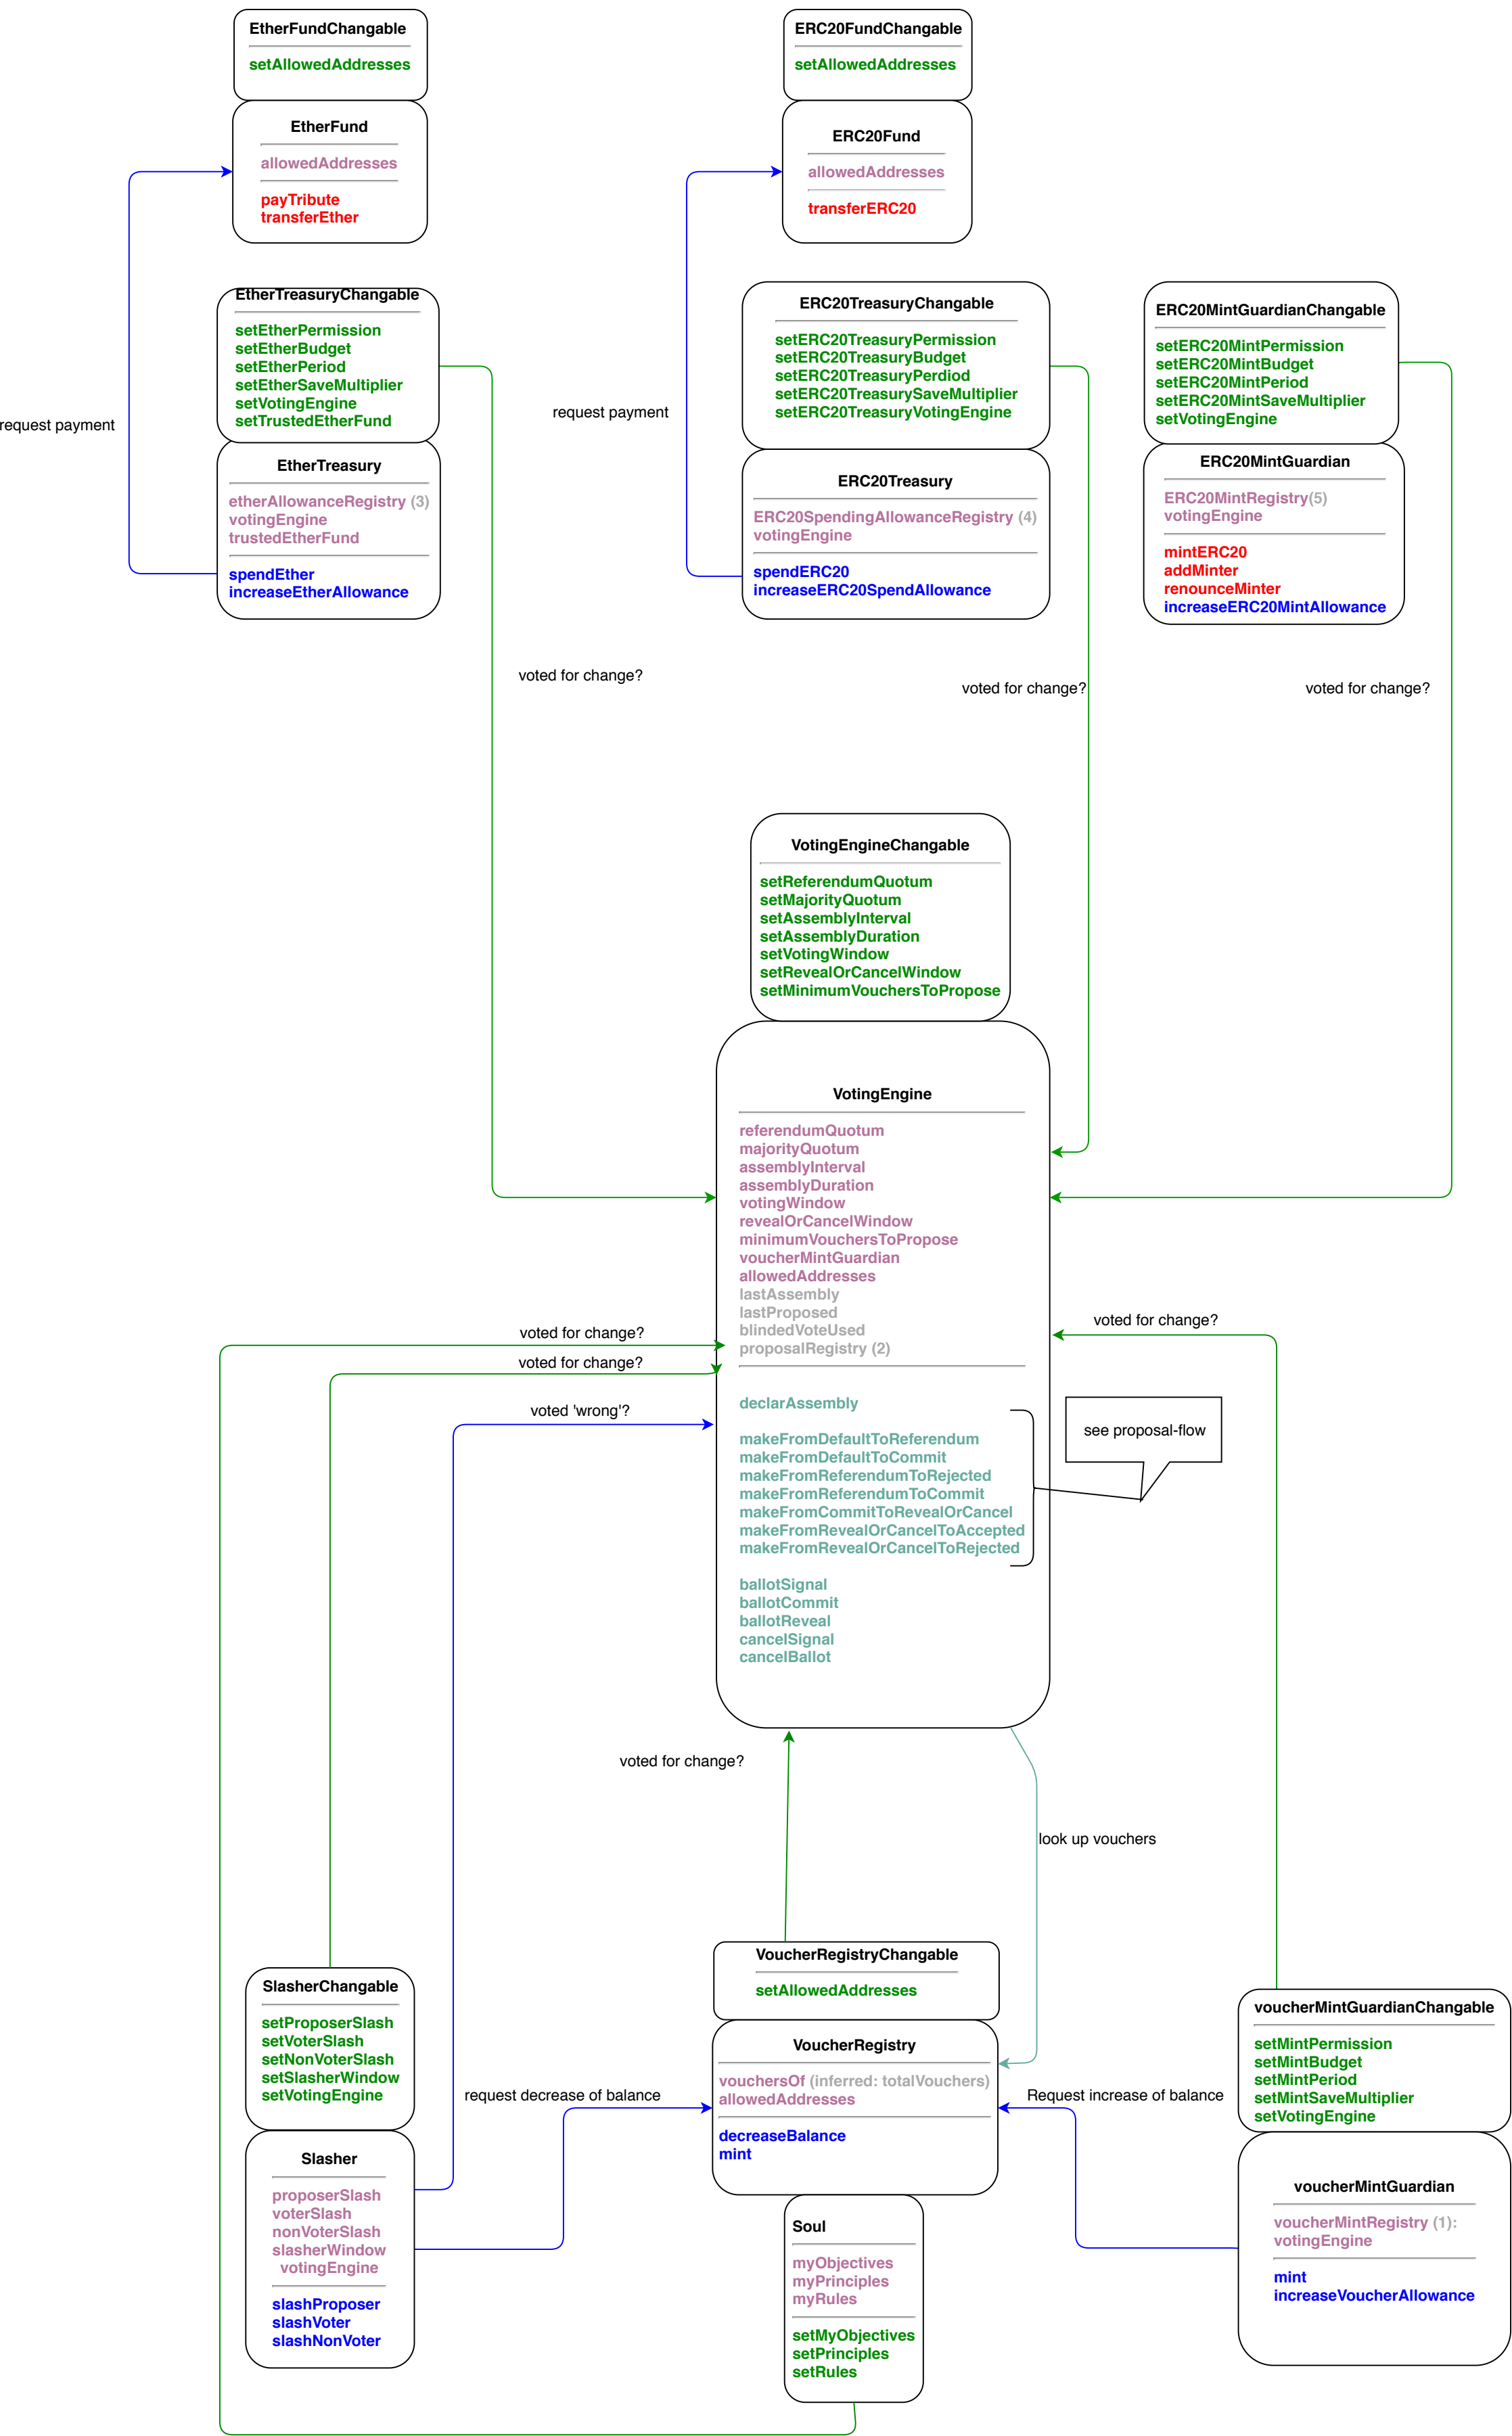 EtherFundChangable
setAllowedAddresses
ERC20FundChangable
setAllowedAddresses
EtherFund
allowedAddresses
payTribute
transferEther
ERC20Fund
allowedAddresses
transferERC20
EtherTreasuryChangable
setEtherPermission
setEtherBudget
setEtherPeriod
setEtherSaveMultiplier
setVotingEngine
setTrustedEtherFund
ERC20TreasuryChangable
setERC20TreasuryPermission
setERC20TreasuryBudget
setERC20TreasuryPerdiod
setERC20TreasurySaveMultiplier
setERC20TreasuryVotingEngine
ERC20MintGuardianChangable
setERC20MintPermission
setERC20MintBudget
setERC20MintPeriod
setERC20MintSaveMultiplier
setVotingEngine
request payment
request payment
EtherTreasury
etherAllowanceRegistry (3)
votingEngine
trustedEtherFund
spendEther
increaseEtherAllowance
ERC20Treasury
ERC20SpendingAllowanceRegistry (4)
votingEngine
spendERC20
increaseERC20SpendAllowance
ERC20MintGuardian
ERC20MintRegistry(5)
votingEngine
mintERC20
addMinter
renounceMinter
increaseERC20MintAllowance
voted for change?
voted for change?
voted for change?
VotingEngineChangable
setReferendumQuotum
setMajorityQuotum
setAssemblyInterval
setAssemblyDuration
setVotingWindow
setRevealOrCancelWindow
setMinimumVouchersToPropose
VotingEngine
referendumQuotum
majorityQuotum
assemblyInterval
assemblyDuration
votingWindow
revealOrCancelWindow
minimumVouchersToPropose
voucherMintGuardian
allowedAddresses
lastAssembly
lastProposed
blindedVoteUsed
proposalRegistry (2)
declarAssembly
makeFromDefaultToReferendum
makeFromDefaultToCommit
makeFromReferendumToRejected
makeFromReferendumToCommit
makeFromCommitToRevealOrCancel
makeFromRevealOrCancelToAccepted
makeFromRevealOrCancelToRejected
ballotSignal
ballotCommit
ballotReveal
cancelSignal
cancelBallot
voted for change?
voted for change?
voted for change?
voted 'wrong'?
see proposal-flow
voted for change?
look up vouchers
VoucherRegistryChangable
setAllowedAddresses
SlasherChangable
setProposerSlash
setVoterSlash
setNonVoterSlash
setSlasherWindow
setVotingEngine
voucherMintGuardianChangable
setMintPermission
setMintBudget
setMintPeriod
setMintSaveMultiplier
setVotingEngine
VoucherRegistry
vouchersOf (inferred: totalVouchers)
allowedAddresses
decreaseBalance
mint
request decrease of balance
Request increase of balance
Slasher
proposerSlash
voterSlash
nonVoterSlash
slasherWindow
votingEngine
slashProposer
slashVoter
slashNonVoter
Soul
myObjectives
myPrinciples
myRules
setMyObjectives
setPrinciples
setRules
voucherMintGuardian
voucherMintRegistry (1):
votingEngine
mint
increaseVoucherAllowance